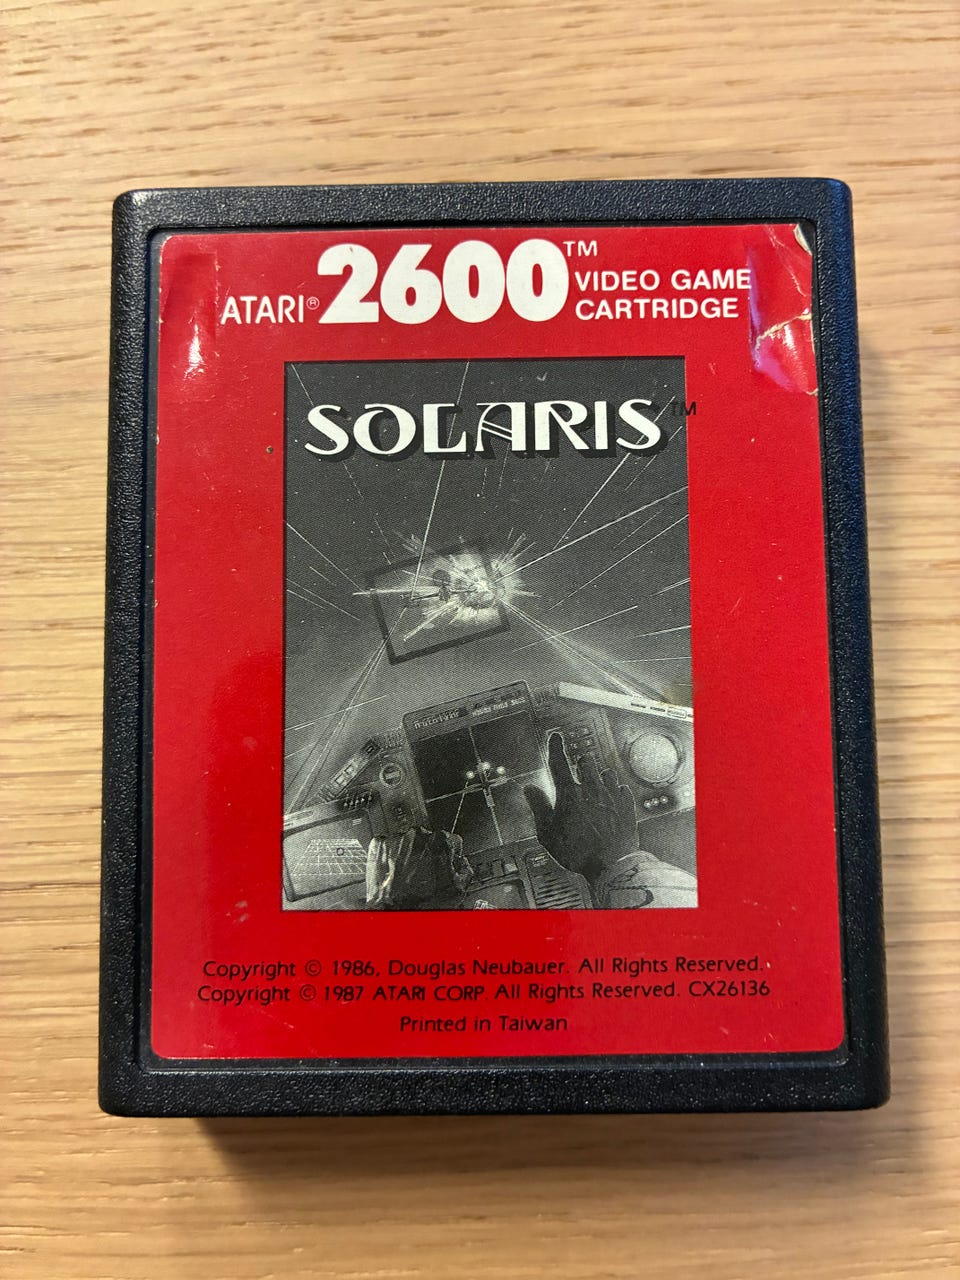 ATARI® 2600™ VIDEO GAME
CARTRIDGE
SOLARIS™
Copyright © 1986, Douglas Neubauer. All Rights Reserved.
Copyright © 1987 ATARI CORP. All Rights Reserved. CX26136
Printed in Taiwan